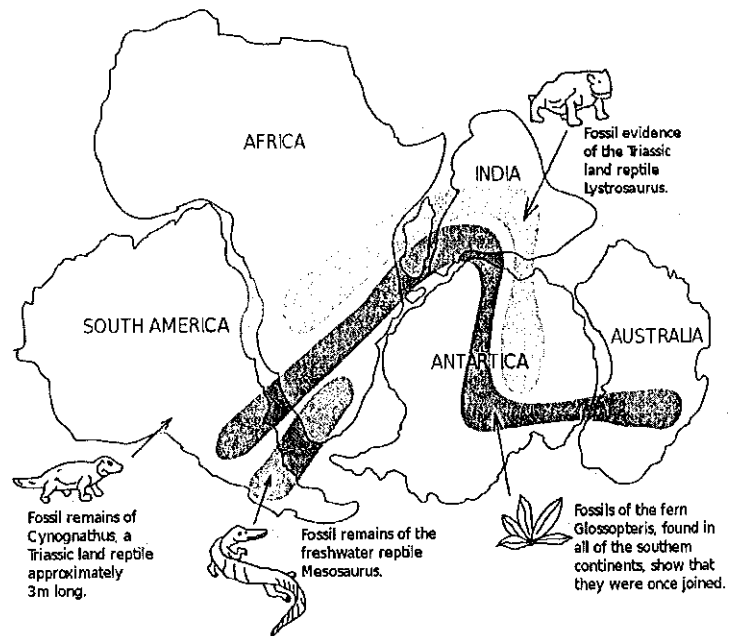 AFRICA
INDIA
Fossil evidence
of the Triassic
land reptile
Lystrosaurus.
SOUTH AMERICA
ANTARTICA
AUSTRALIA
Fossil remains of
Cynognathus, a
Triassic land reptile
approximately
3m long.
Fossil remains of the
freshwater reptile
Mesosaurus.
Fossils of the fern
Glossopteris, found in
all of the southern
continents, show that
they were once joined.